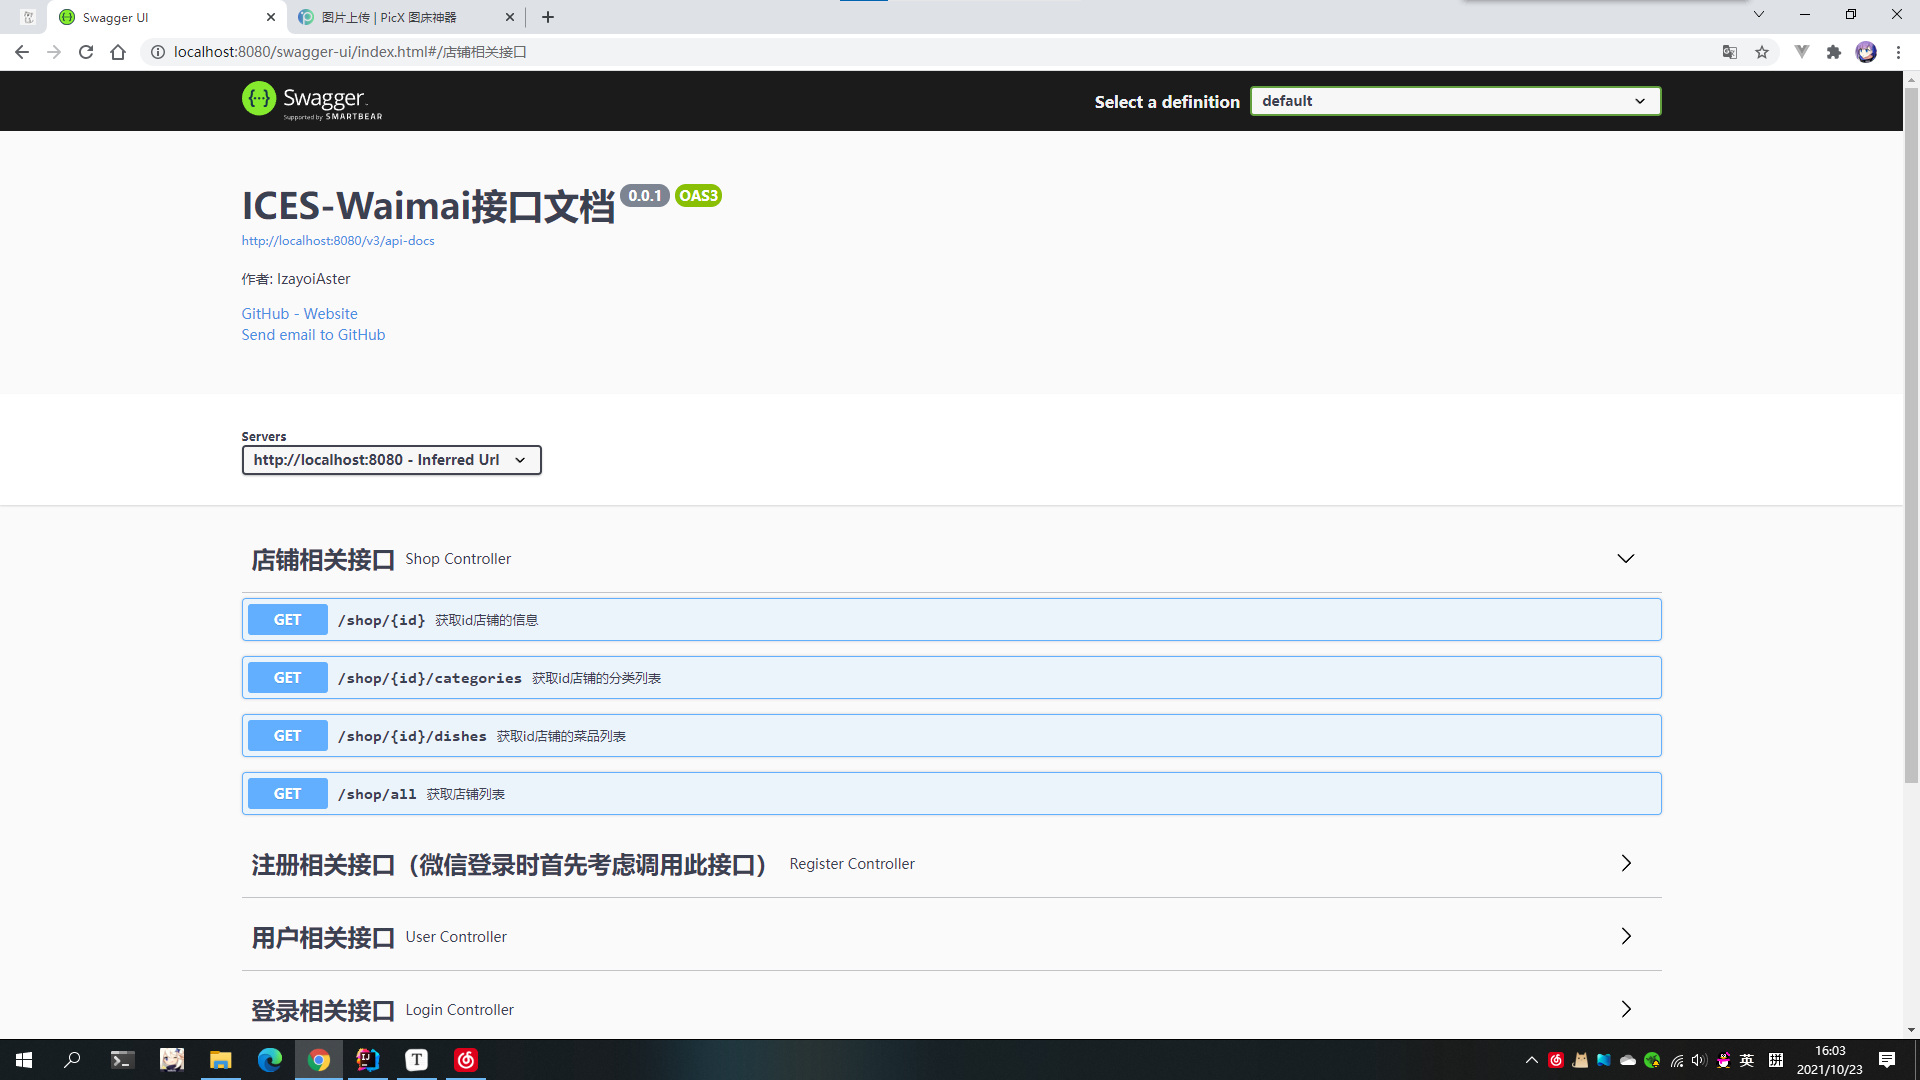 Swagger UI
图片上传 | PicX 图床神器
localhost:8080/swagger-ui/index.html#/店铺相关接口
Swagger
Supported by SMARTBEAR
Select a definition
default
ICES-Waimai接口文档
0.0.1
OAS3
http://localhost:8080/v3/api-docs
作者: IzayoiAster
GitHub - Website
Send email to GitHub
Servers
http://localhost:8080 - Inferred Url
店铺相关接口 Shop Controller
GET /shop/{id} 获取id店铺的信息
GET /shop/{id}/categories 获取id店铺的分类列表
GET /shop/{id}/dishes 获取id店铺的菜品列表
GET /shop/all 获取店铺列表
注册相关接口（微信登录时首先考虑调用此接口） Register Controller
用户相关接口 User Controller
登录相关接口 Login Controller
英
拼
16:03
2021/10/23